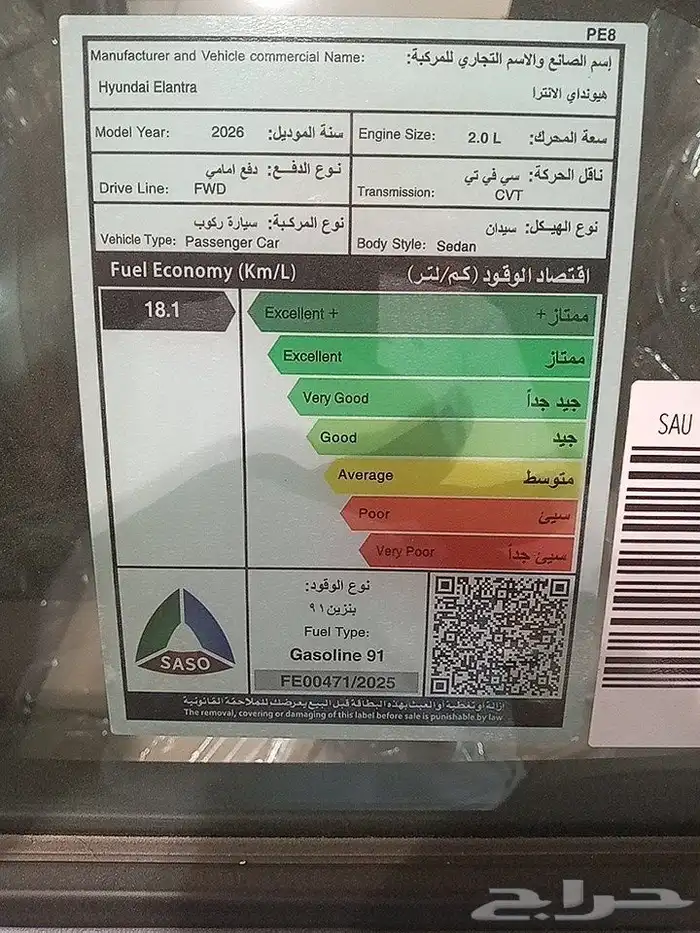 PE8
Manufacturer and Vehicle commercial Name: إسم الصانع والاسم التجاري للمركبة:
Hyundai Elantra هيونداي الانترا
Model Year: 2026 سنة الموديل:
Engine Size: 2.0 L سعة المحرك:
نوع الدفع: دفع امامي
Drive Line: FWD
ناقل الحركة: سي في تي
Transmission: CVT
نوع المركبة: سيارة ركوب
Vehicle Type: Passenger Car
نوع الهيكل: سيدان
Body Style: Sedan
Fuel Economy (Km/L) اقتصاد الوقود (كم/لتر)
18.1
Excellent + ممتاز +
Excellent ممتاز
Very Good جيد جداً
Good جيد
Average متوسط
Poor سيئ
Very Poor سيئ جداً
SASO
نوع الوقود:
بنزين ٩١
Fuel Type:
Gasoline 91
FE00471/2025
ازالة أو تغطية أو العبث بهذه البطاقة قبل البيع يعرضك للملاحقة القانونية
The removal, covering or damaging of this label before sale is punishable by law
SAU
حراج